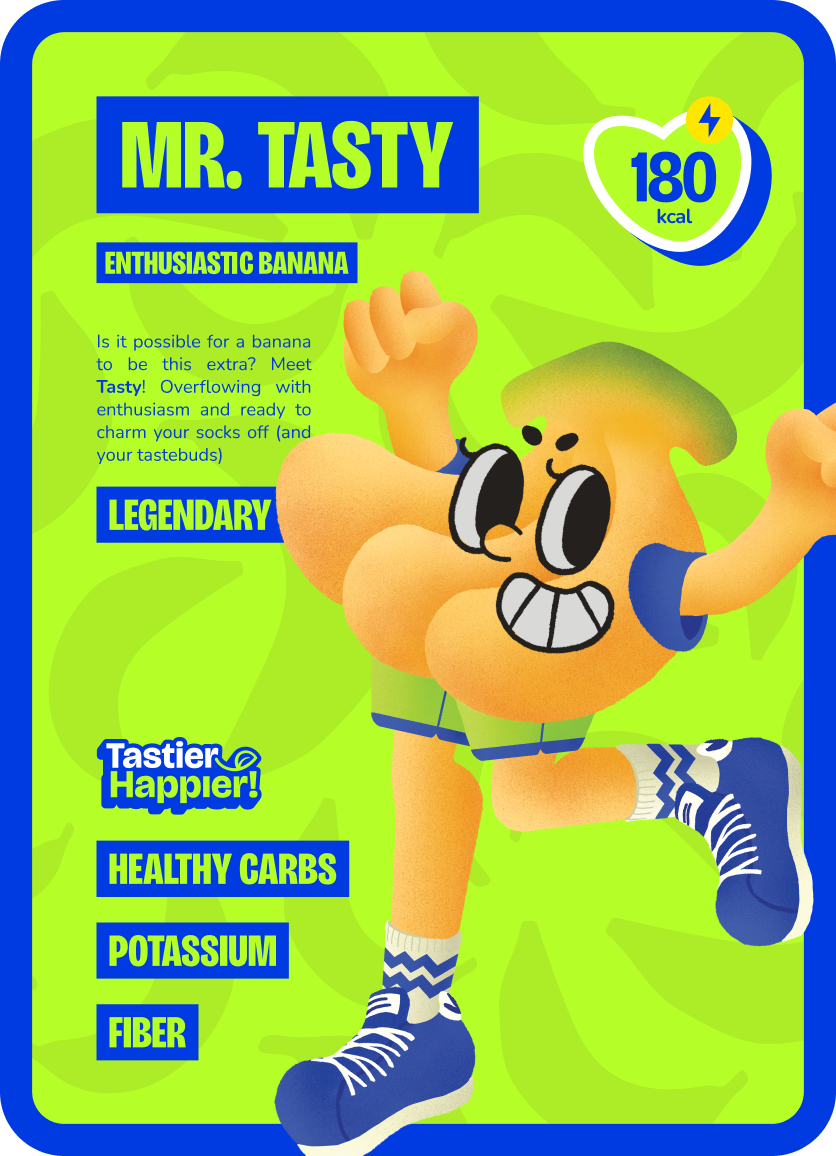 MR. TASTY
180
kcal
ENTHUSIASTIC BANANA
Is it possible for a banana
to be this extra? Meet
Tasty! Overflowing with
enthusiasm and ready to
charm your socks off (and
your tastebuds)
LEGENDARY
Tastier
Happier!
HEALTHY CARBS
POTASSIUM
FIBER